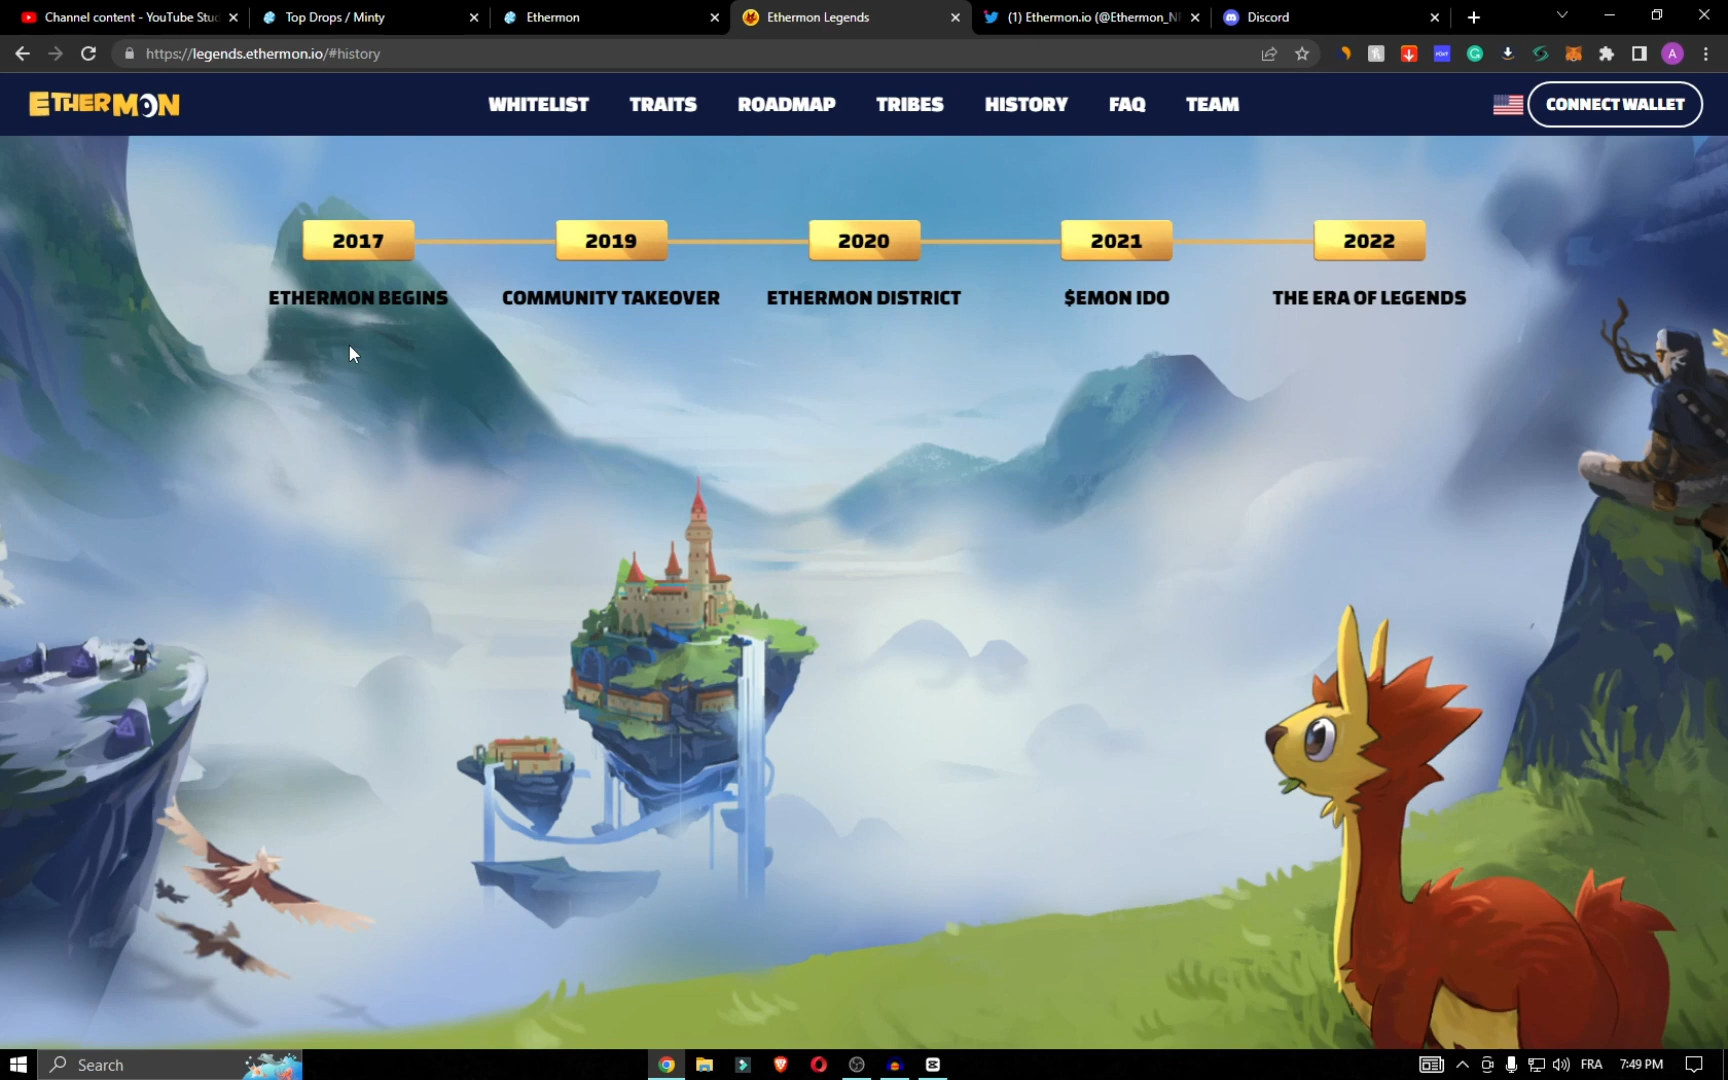 Channel content - YouTube Stud
Top Drops / Minty
Ethermon
Ethermon Legends
(1) Ethermon.io (@Ethermon_NF
Discord
https://legends.ethermon.io/#history
A
ETHERMON
WHITELIST
TRAITS
ROADMAP
TRIBES
HISTORY
FAQ
TEAM
CONNECT WALLET
2017
2019
2020
2021
2022
ETHERMON BEGINS
COMMUNITY TAKEOVER
ETHERMON DISTRICT
$EMON IDO
THE ERA OF LEGENDS
Search
FRA
7:49 PM